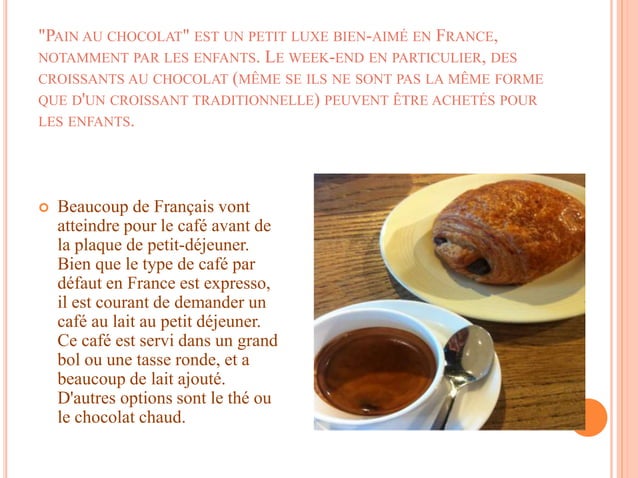 "Pain au chocolat" est un petit luxe bien-aimé en France,
notamment par les enfants. Le week-end en particulier, des
croissants au chocolat (même se ils ne sont pas la même forme
que d'un croissant traditionnelle) peuvent être achetés pour
les enfants.
Beaucoup de Français vont
atteindre pour le café avant de
la plaque de petit-déjeuner.
Bien que le type de café par
défaut en France est expresso,
il est courant de demander un
café au lait au petit déjeuner.
Ce café est servi dans un grand
bol ou une tasse ronde, et a
beaucoup de lait ajouté.
D'autres options sont le thé ou
le chocolat chaud.